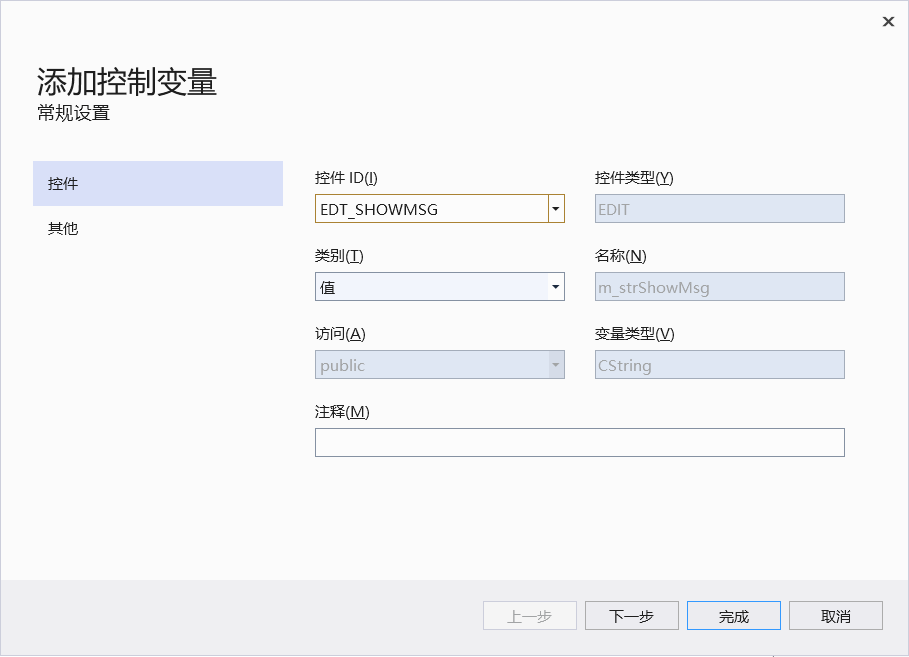 添加控制变量
常规设置
控件
其他
控件 ID(I)
控件类型(Y)
EDT_SHOWMSG
EDIT
类别(T)
名称(N)
值
m_strShowMsg
访问(A)
变量类型(V)
public
CString
注释(M)
上一步
下一步
完成
取消